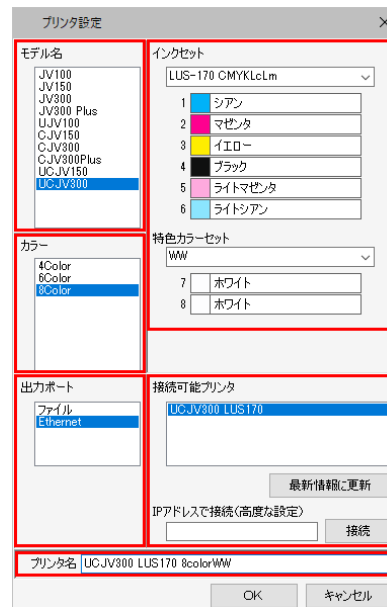 プリンタ設定
モデル名
JV100
JV150
JV300
JV300 Plus
UJV100
CJV150
CJV300
CJV300Plus
UCJV150
UCJV300
インクセット
LUS-170 CMYKLcLm
1 シアン
2 マゼンタ
3 イエロー
4 ブラック
5 ライトマゼンタ
6 ライトシアン
カラー
4Color
6Color
8Color
特色カラーセット
WW
7 ホワイト
8 ホワイト
出力ポート
ファイル
Ethernet
接続可能プリンタ
UCJV300 LUS170
最新情報に更新
IPアドレスで接続(高度な設定)
接続
プリンタ名 UCJV300 LUS170 8colorWW
OK キャンセル